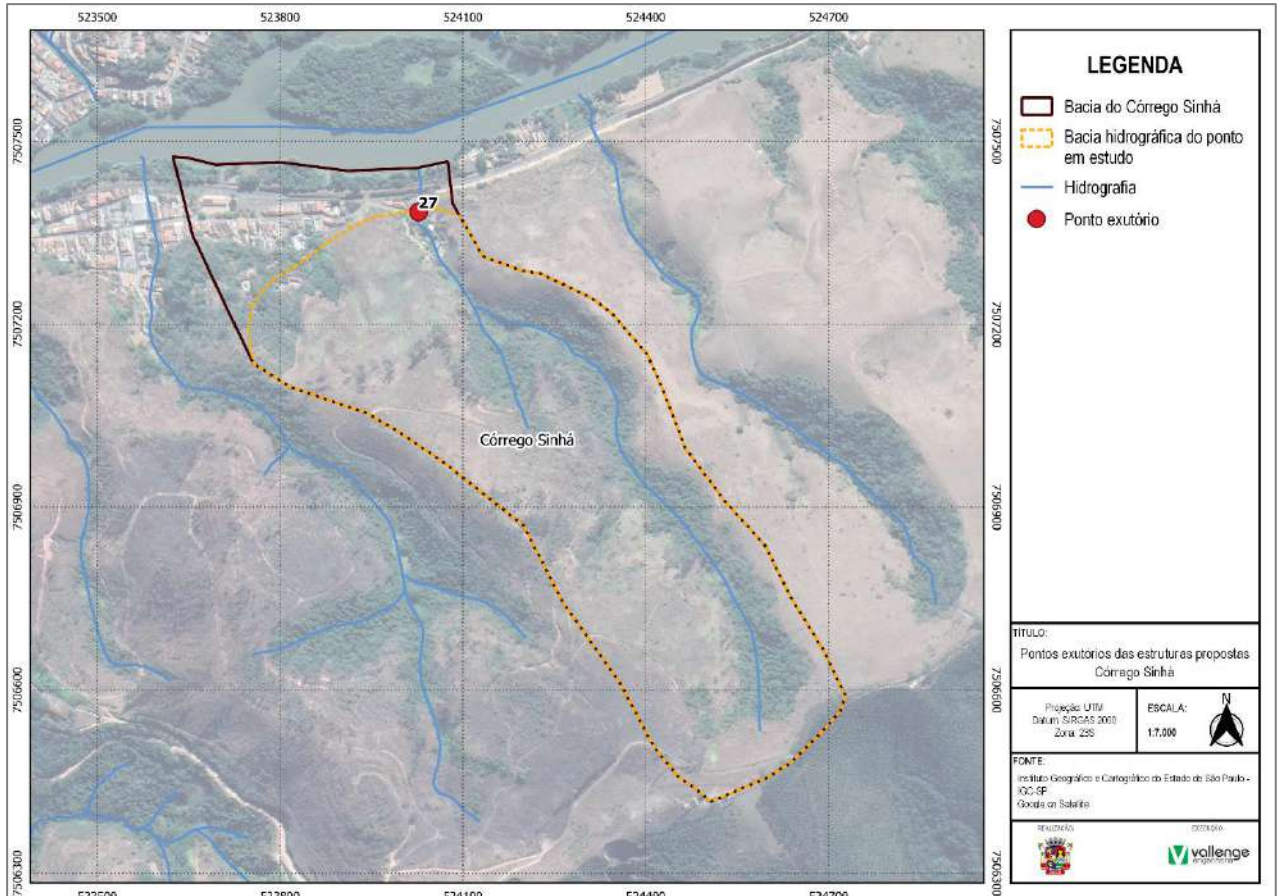 523500 523800 524100 524400 524700
7507500
7507200
7506900
7506600
7506300
27
Córrego Sinhá
7507500
7507200
7506900
7506600
7506300
523500 523800 524100 524400 524700
LEGENDA
Bacia do Córrego Sinhá
Bacia hidrográfica do ponto
em estudo
Hidrografia
Ponto exutório
TÍTULO:
Pontos exutórios das estruturas propostas
Córrego Sinhá
Projeção UTM
Datum SIRGAS 2000
Zona: 23S
ESCALA:
1:7.000
N
FONTE:
Instituto Geográfico e Cartográfico do Estado de São Paulo -
IGC-SP
Google on Satelite
REALIZAÇÃO:
EXECUÇÃO:
vallenge
engenharia